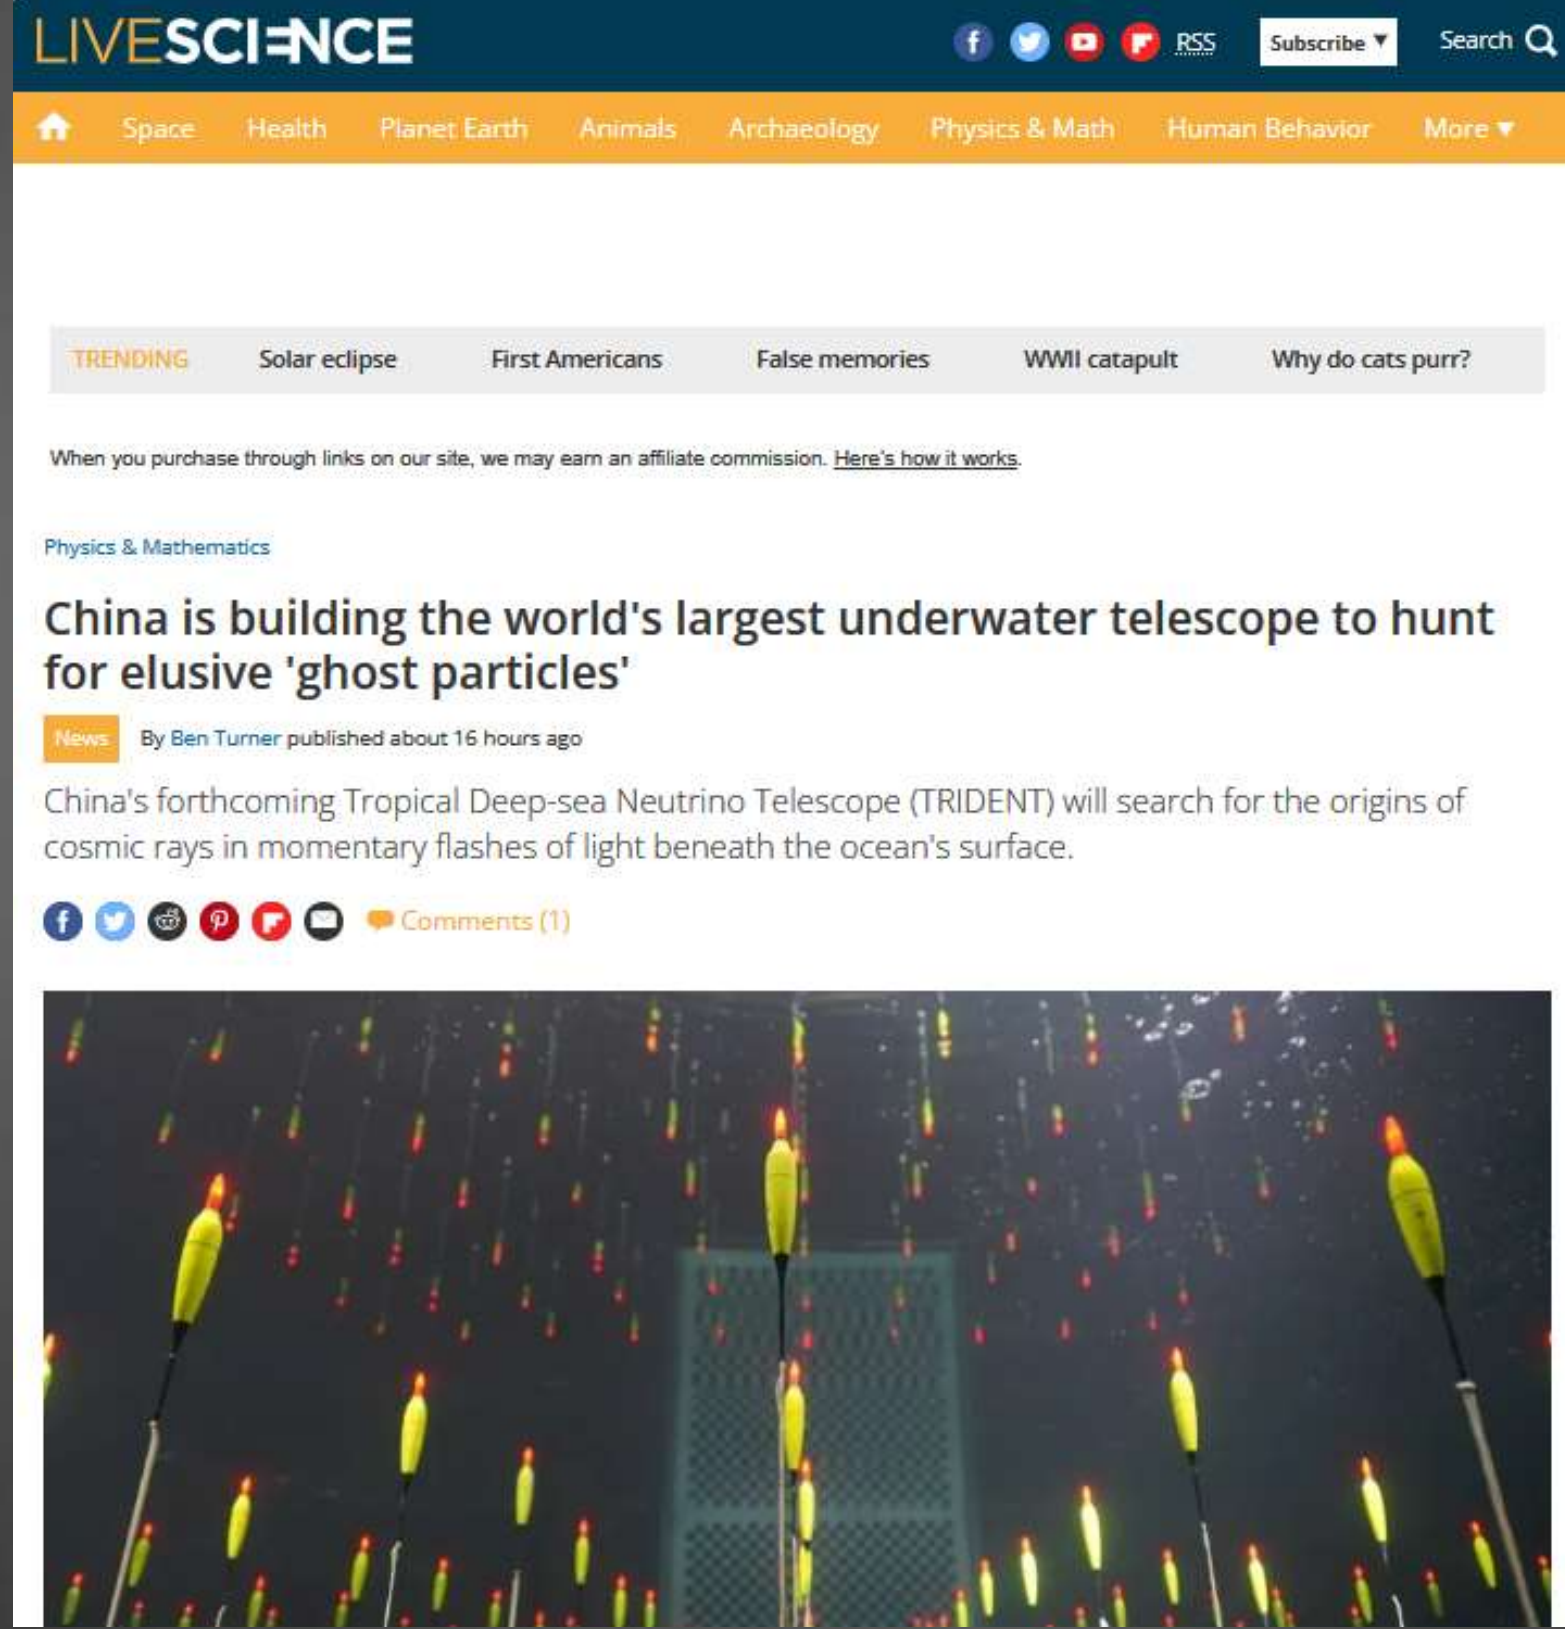 LIVESCIENCE
RSS
Subscribe ▼
Search
Space
Health
Planet Earth
Animals
Archaeology
Physics & Math
Human Behavior
More ▼
TRENDING
Solar eclipse
First Americans
False memories
WWII catapult
Why do cats purr?
When you purchase through links on our site, we may earn an affiliate commission. Here's how it works.
Physics & Mathematics
China is building the world's largest underwater telescope to hunt
for elusive 'ghost particles'
News
By Ben Turner published about 16 hours ago
China's forthcoming Tropical Deep-sea Neutrino Telescope (TRIDENT) will search for the origins of
cosmic rays in momentary flashes of light beneath the ocean's surface.
Comments (1)